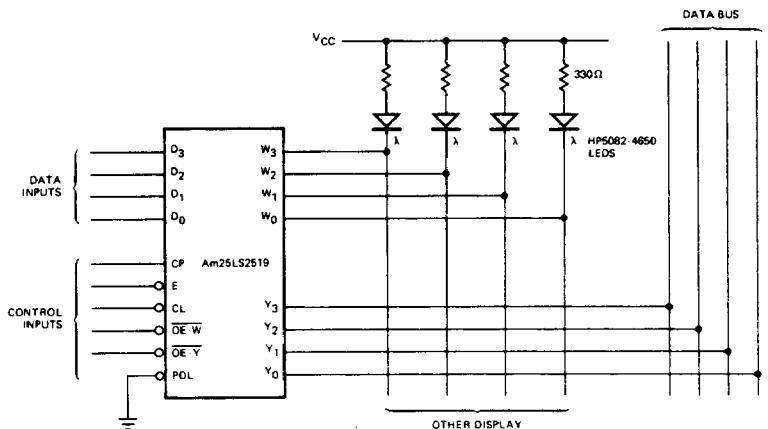 DATA BUS
VCC
330Ω
HP5082-4650
LEDS
λ λ λ λ
DATA
INPUTS
D3
D2
D1
D0
W3
W2
W1
W0
CONTROL
INPUTS
CP
E
CL
OE-W
OE-Y
POL
Am25LS2519
Y3
Y2
Y1
Y0
OTHER DISPLAY